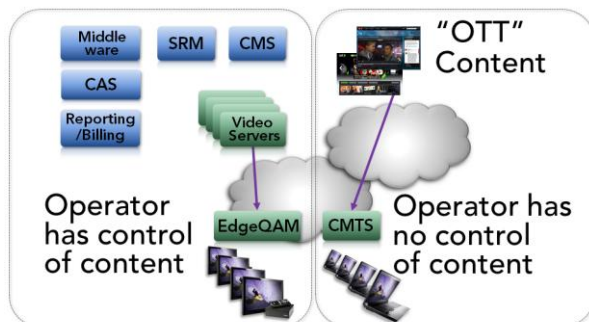 Middle
ware
SRM
CMS
CAS
Reporting
/Billing
Video
Servers
Operator
has control
of content
EdgeQAM
"OTT"
Content
CMTS
Operator has
no control
of content